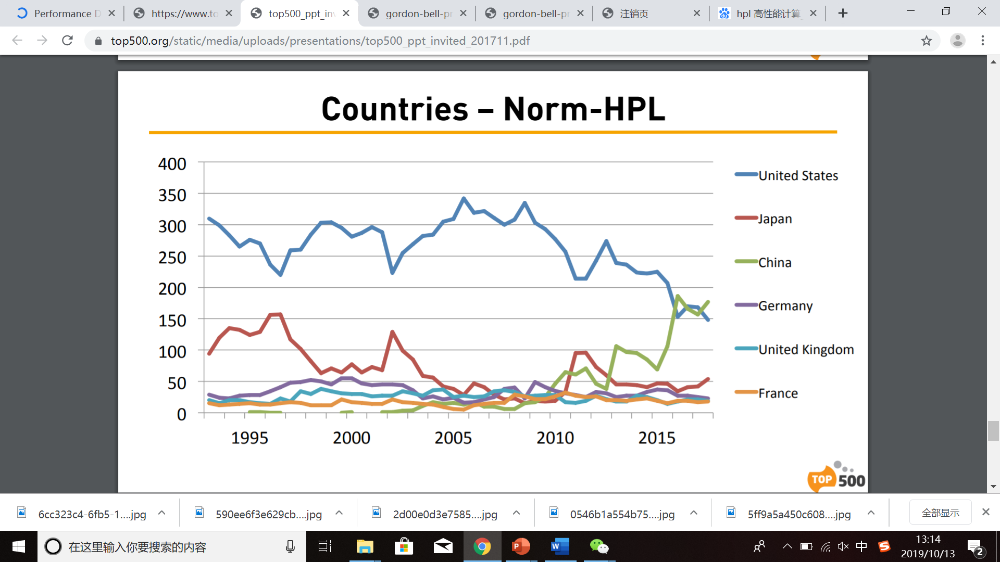 Performance D
https://www.to
top500_ppt_inv
gordon-bell-pr
gordon-bell-pr
注销页
hpl 高性能计算
top500.org/static/media/uploads/presentations/top500_ppt_invited_201711.pdf
Countries – Norm-HPL
400
350
300
250
200
150
100
50
0
1995
2000
2005
2010
2015
United States
Japan
China
Germany
United Kingdom
France
TOP 500
6cc323c4-6fb5-1....jpg
590ee6f3e629cb....jpg
2d00e0d3e7585....jpg
0546b1a554b75....jpg
5ff9a5a450c608....jpg
全部显示
在这里输入你要搜索的内容
中
13:14
2019/10/13
2